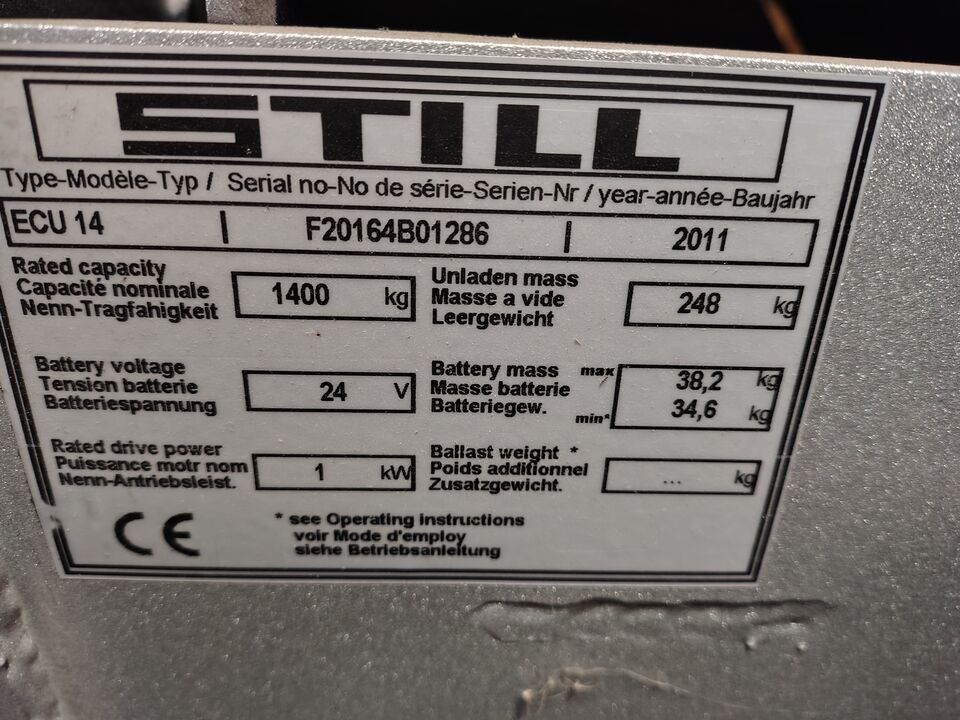 STILL
Type-Modèle-Typ / Serial no-No de série-Serien-Nr / year-année-Baujahr
ECU 14 | F20164B01286 | 2011
Rated capacity
Capacité nominale
Nenn-Tragfahigkeit
1400 kg
Unladen mass
Masse a vide
Leergewicht
248 kg
Battery voltage
Tension batterie
Batteriespannung
24 V
Battery mass max
Masse batterie
Batteriegew. min*
38,2 kg
34,6 kg
Rated drive power
Puissance motr nom
Nenn-Antriebsleist.
1 kW
Ballast weight *
Poids additionnel
Zusatzgewicht.
... kg
CE
* see Operating instructions
voir Mode d'employ
siehe Betriebsanleitung